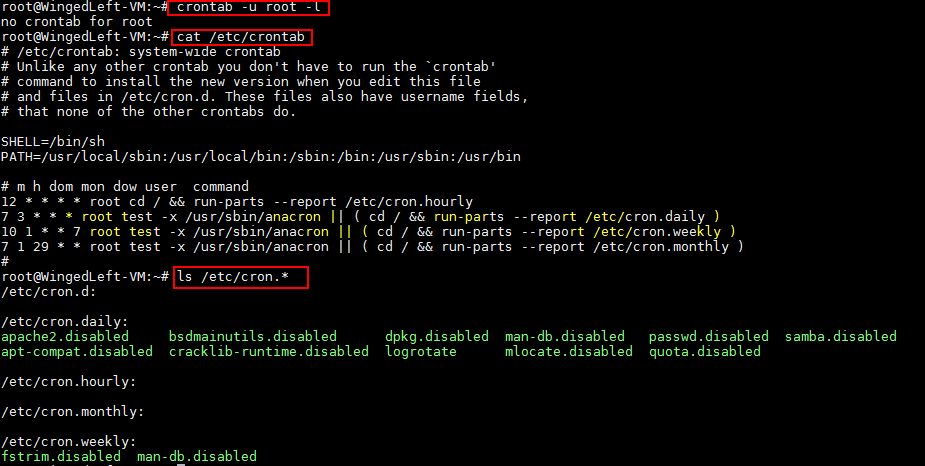 root@WingedLeft-VM:~# crontab -u root -l
no crontab for root
root@WingedLeft-VM:~# cat /etc/crontab
# /etc/crontab: system-wide crontab
# Unlike any other crontab you don't have to run the `crontab'
# command to install the new version when you edit this file
# and files in /etc/cron.d. These files also have username fields,
# that none of the other crontabs do.
SHELL=/bin/sh
PATH=/usr/local/sbin:/usr/local/bin:/sbin:/bin:/usr/sbin:/usr/bin
# m h dom mon dow user  command
12 * * * * root cd / && run-parts --report /etc/cron.hourly
7 3 * * * root test -x /usr/sbin/anacron || ( cd / && run-parts --report /etc/cron.daily )
10 1 * * 7 root test -x /usr/sbin/anacron || ( cd / && run-parts --report /etc/cron.weekly )
7 1 29 * * root test -x /usr/sbin/anacron || ( cd / && run-parts --report /etc/cron.monthly )
#
root@WingedLeft-VM:~# ls /etc/cron.*
/etc/cron.d:
/etc/cron.daily:
apache2.disabled     bsdmainutils.disabled      dpkg.disabled  man-db.disabled   passwd.disabled  samba.disabled
apt-compat.disabled  cracklib-runtime.disabled  logrotate      mlocate.disabled  quota.disabled
/etc/cron.hourly:
/etc/cron.monthly:
/etc/cron.weekly:
fstrim.disabled  man-db.disabled